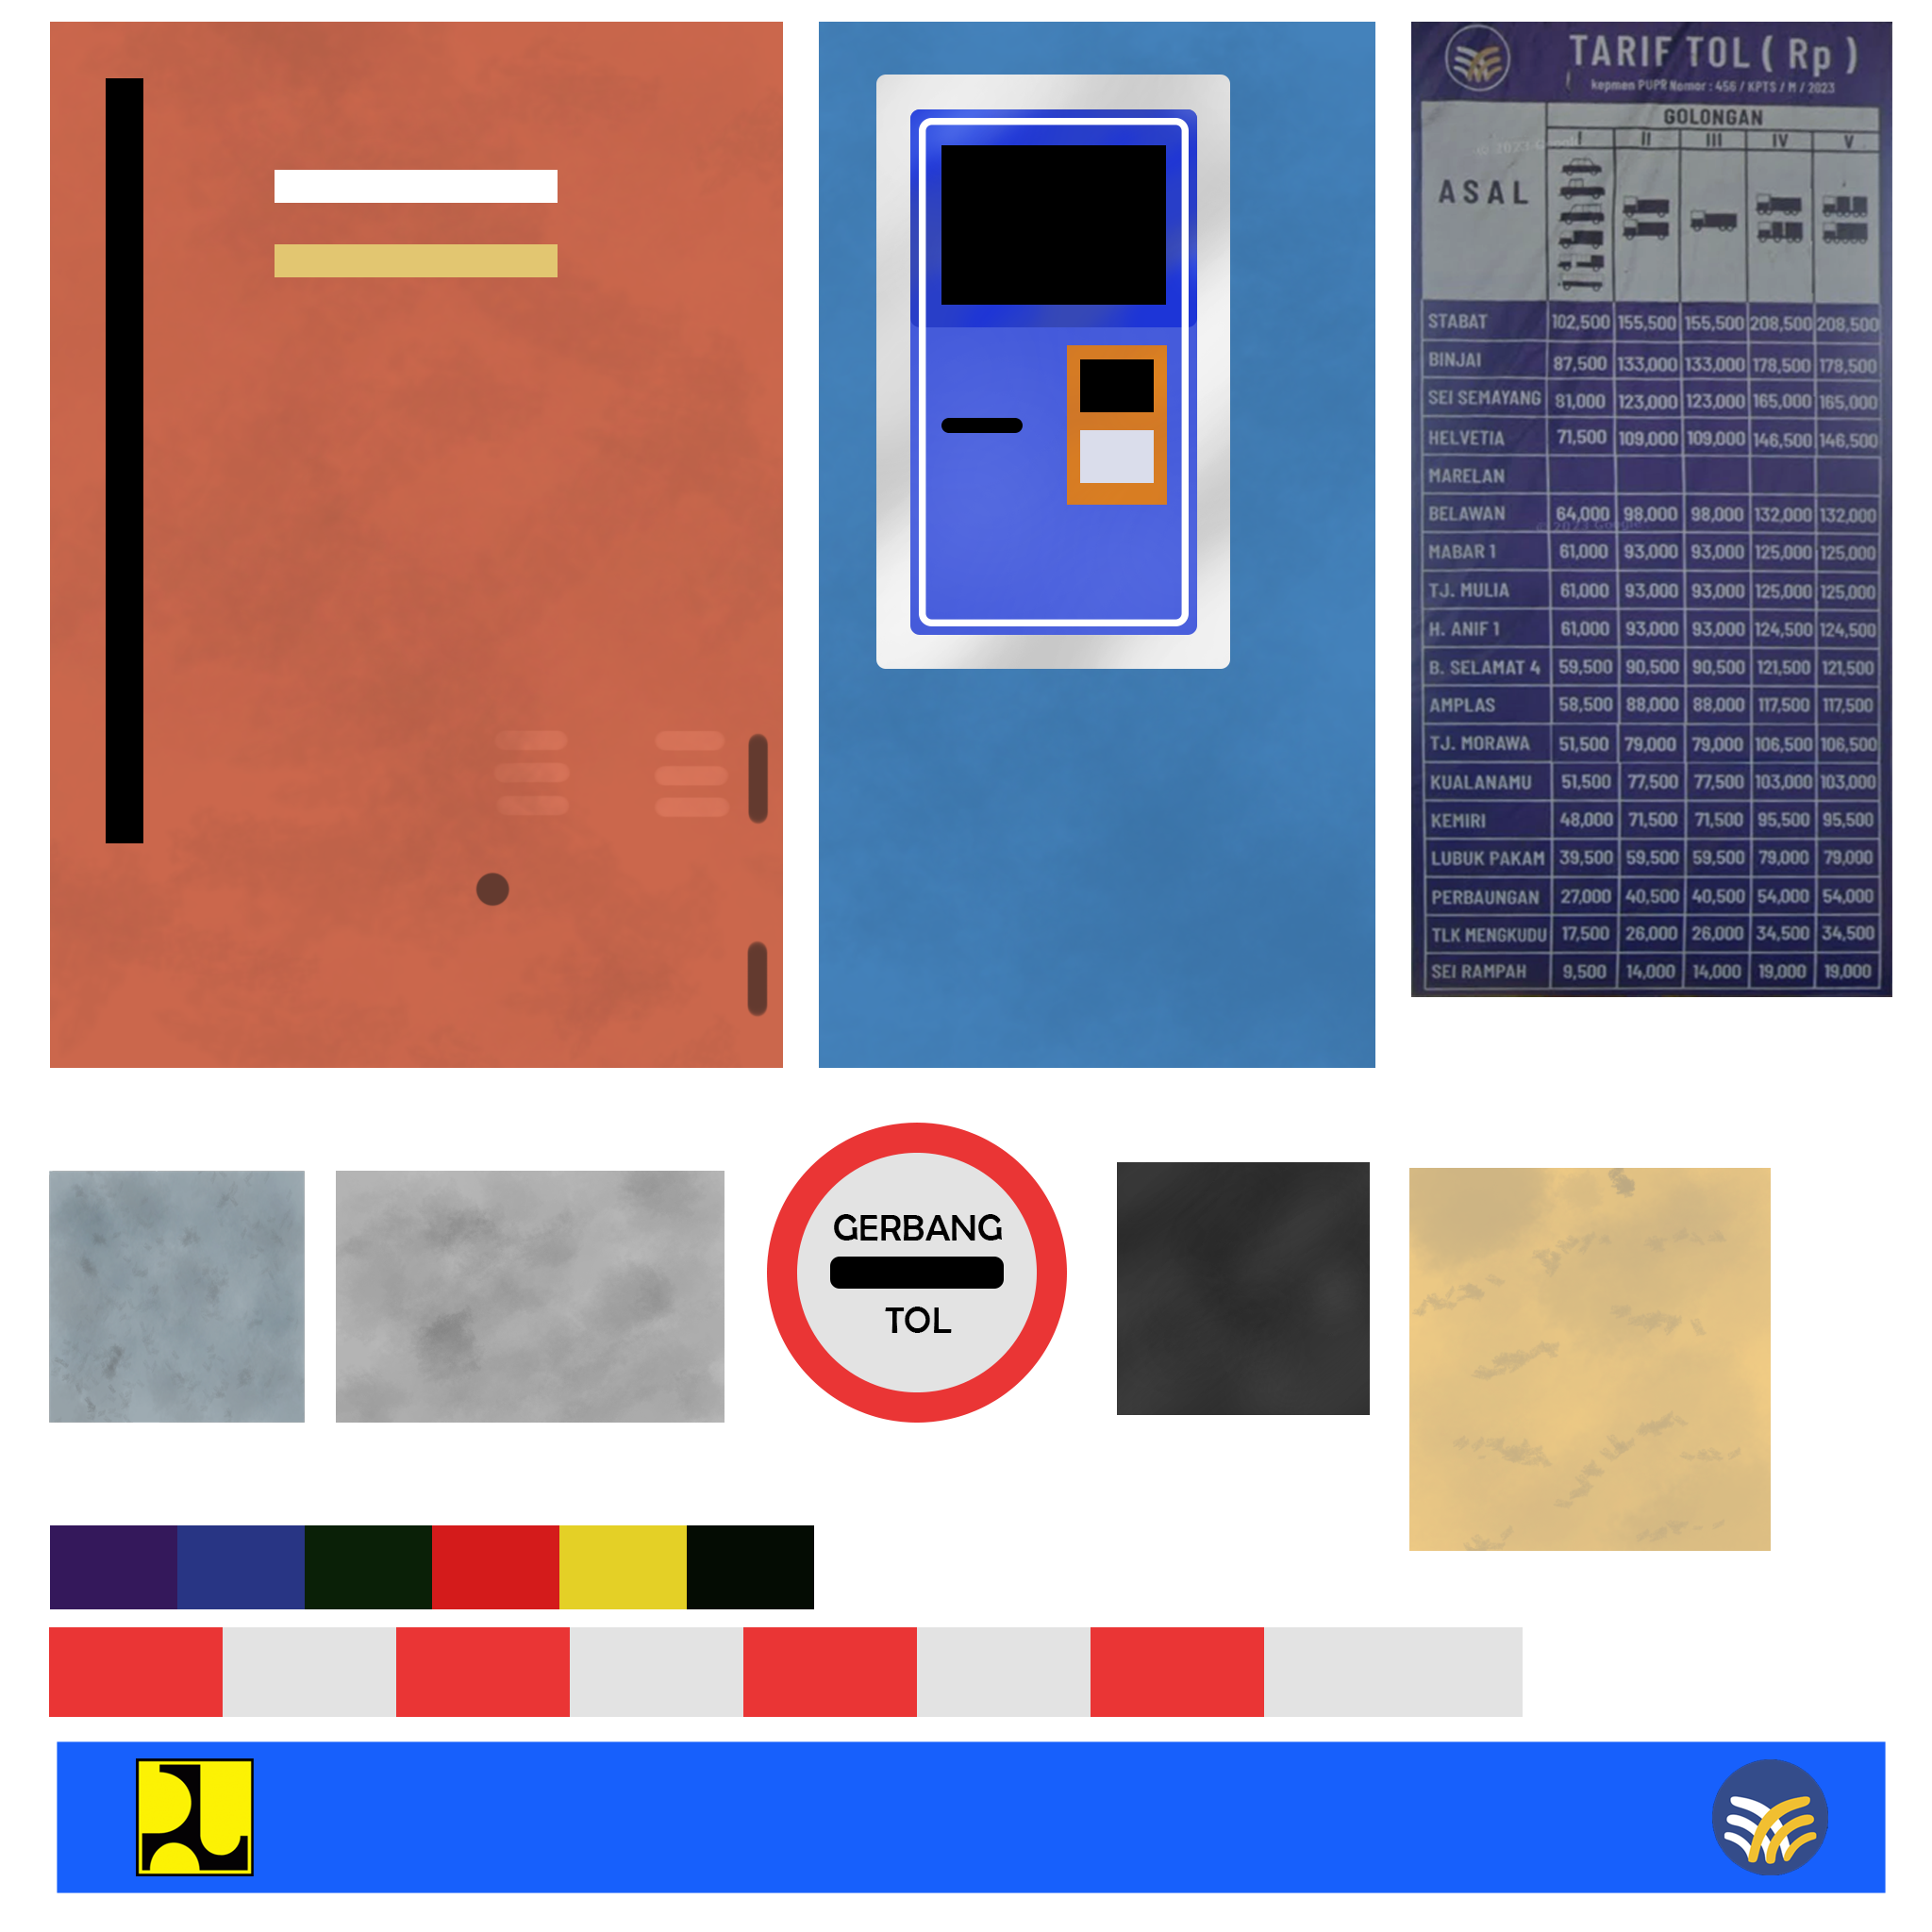 TARIF TOL ( Rp )
kepmen PUPR Nomor : 456 / KPTS / M / 2023
GOLONGAN
ASAL I II III IV V
© 2023 Google
STABAT 102,500 155,500 155,500 208,500 208,500
BINJAI 87,500 133,000 133,000 178,500 178,500
SEI SEMAYANG 81,000 123,000 123,000 165,000 165,000
HELVETIA 71,500 109,000 109,000 146,500 146,500
MARELAN
BELAWAN 64,000 98,000 98,000 132,000 132,000
© 2023 Google
MABAR 1 61,000 93,000 93,000 125,000 125,000
TJ. MULIA 61,000 93,000 93,000 125,000 125,000
H. ANIF 1 61,000 93,000 93,000 124,500 124,500
B. SELAMAT 4 59,500 90,500 90,500 121,500 121,500
AMPLAS 58,500 88,000 88,000 117,500 117,500
TJ. MORAWA 51,500 79,000 79,000 106,500 106,500
KUALANAMU 51,500 77,500 77,500 103,000 103,000
KEMIRI 48,000 71,500 71,500 95,500 95,500
LUBUK PAKAM 39,500 59,500 59,500 79,000 79,000
PERBAUNGAN 27,000 40,500 40,500 54,000 54,000
TLK MENGKUDU 17,500 26,000 26,000 34,500 34,500
SEI RAMPAH 9,500 14,000 14,000 19,000 19,000
GERBANG
TOL